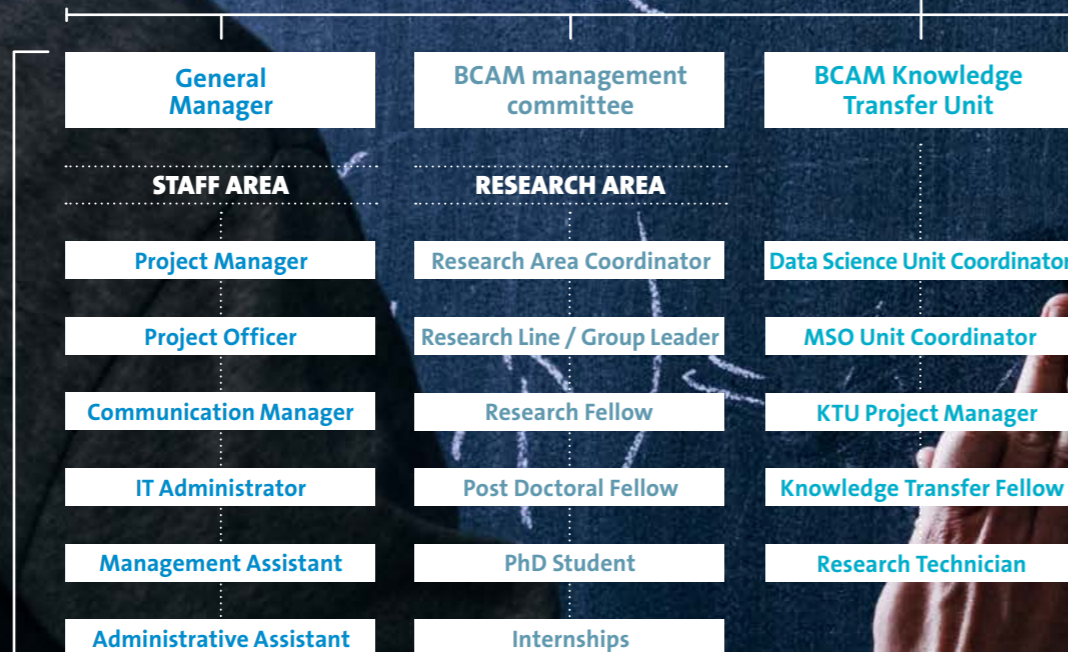 General
Manager
BCAM management
committee
BCAM Knowledge
Transfer Unit
STAFF AREA
RESEARCH AREA
Project Manager
Research Area Coordinator
Data Science Unit Coordinator
Project Officer
Research Line / Group Leader
MSO Unit Coordinator
Communication Manager
Research Fellow
KTU Project Manager
IT Administrator
Post Doctoral Fellow
Knowledge Transfer Fellow
Management Assistant
PhD Student
Research Technician
Administrative Assistant
Internships